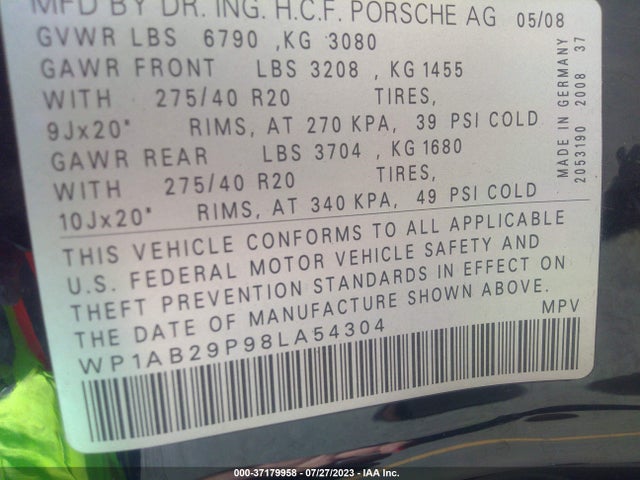 MFD BY DR. ING. H.C.F. PORSCHE AG 05/08
GVWR LBS 6790 ,KG 3080
GAWR FRONT LBS 3208 , KG 1455
WITH 275/40 R20 TIRES,
9Jx20" RIMS, AT 270 KPA, 39 PSI COLD
GAWR REAR LBS 3704 , KG 1680
WITH 275/40 R20 TIRES,
10Jx20" RIMS, AT 340 KPA, 49 PSI COLD
MADE IN GERMANY
2053190 2008 37
THIS VEHICLE CONFORMS TO ALL APPLICABLE
U.S. FEDERAL MOTOR VEHICLE SAFETY AND
THEFT PREVENTION STANDARDS IN EFFECT ON
THE DATE OF MANUFACTURE SHOWN ABOVE.
WP1AB29P98LA54304 MPV
000-37179958 - 07/27/2023 - IAA Inc.